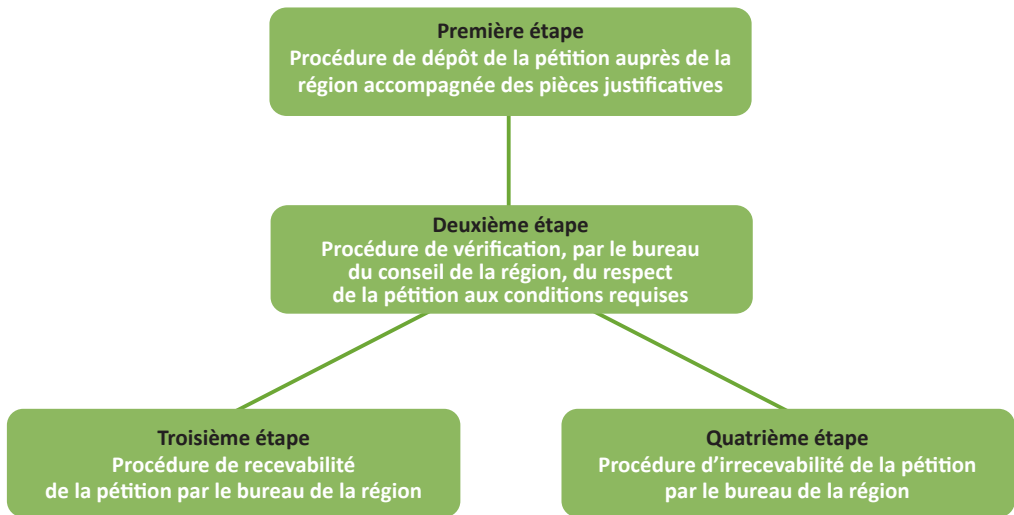 Première étape
Procédure de dépôt de la pétition auprès de la
région accompagnée des pièces justificatives
Deuxième étape
Procédure de vérification, par le bureau
du conseil de la région, du respect
de la pétition aux conditions requises
Troisième étape
Procédure de recevabilité
de la pétition par le bureau de la région
Quatrième étape
Procédure d’irrecevabilité de la pétition
par le bureau de la région